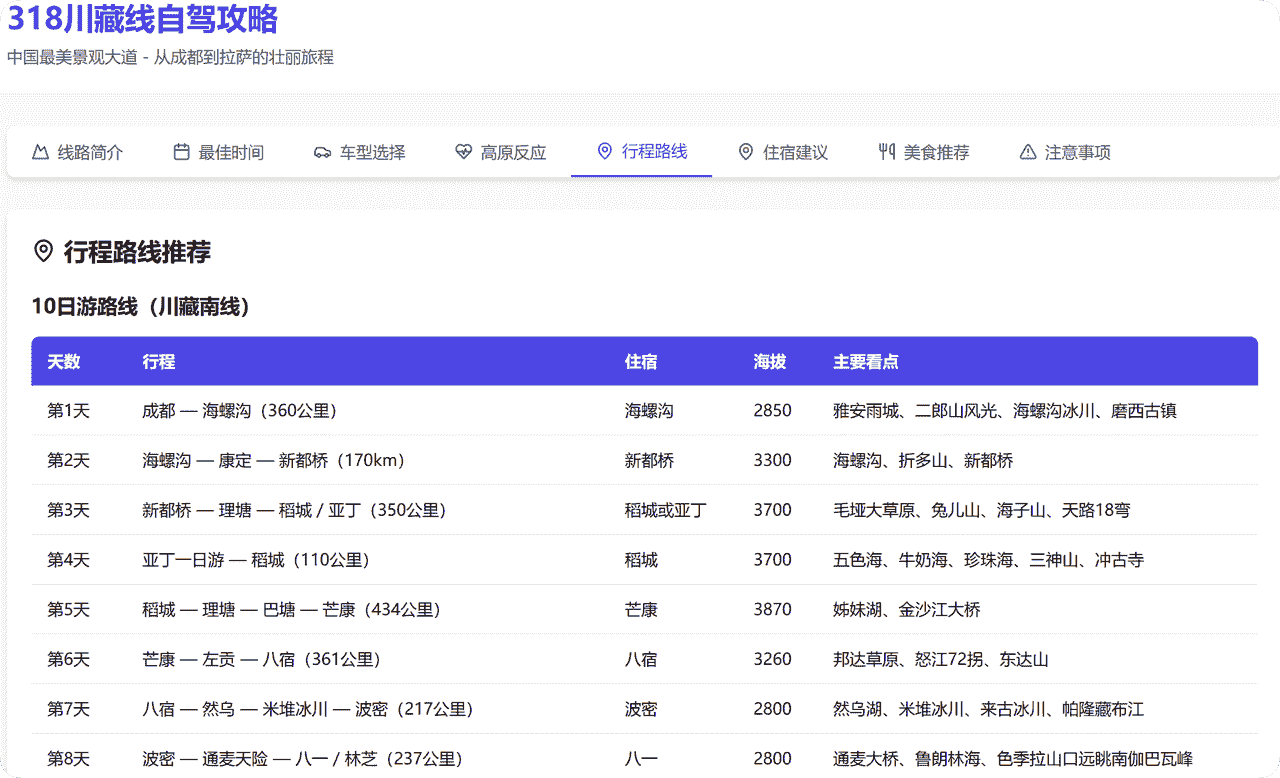 318川藏线自驾攻略
中国最美景观大道 - 从成都到拉萨的壮丽旅程
线路简介 最佳时间 车型选择 高原反应 行程路线 住宿建议 美食推荐 注意事项
行程路线推荐
10日游路线（川藏南线）
天数 行程 住宿 海拔 主要看点
第1天 成都 — 海螺沟（360公里） 海螺沟 2850 雅安雨城、二郎山风光、海螺沟冰川、磨西古镇
第2天 海螺沟 — 康定 — 新都桥（170km） 新都桥 3300 海螺沟、折多山、新都桥
第3天 新都桥 — 理塘 — 稻城 / 亚丁（350公里） 稻城或亚丁 3700 毛垭大草原、兔儿山、海子山、天路18弯
第4天 亚丁一日游 — 稻城（110公里） 稻城 3700 五色海、牛奶海、珍珠海、三神山、冲古寺
第5天 稻城 — 理塘 — 巴塘 — 芒康（434公里） 芒康 3870 姊妹湖、金沙江大桥
第6天 芒康 — 左贡 — 八宿（361公里） 八宿 3260 邦达草原、怒江72拐、东达山
第7天 八宿 — 然乌 — 米堆冰川 — 波密（217公里） 波密 2800 然乌湖、米堆冰川、来古冰川、帕隆藏布江
第8天 波密 — 通麦天险 — 八一 / 林芝（237公里） 八一 2800 通麦大桥、鲁朗林海、色季拉山口远眺南伽巴瓦峰